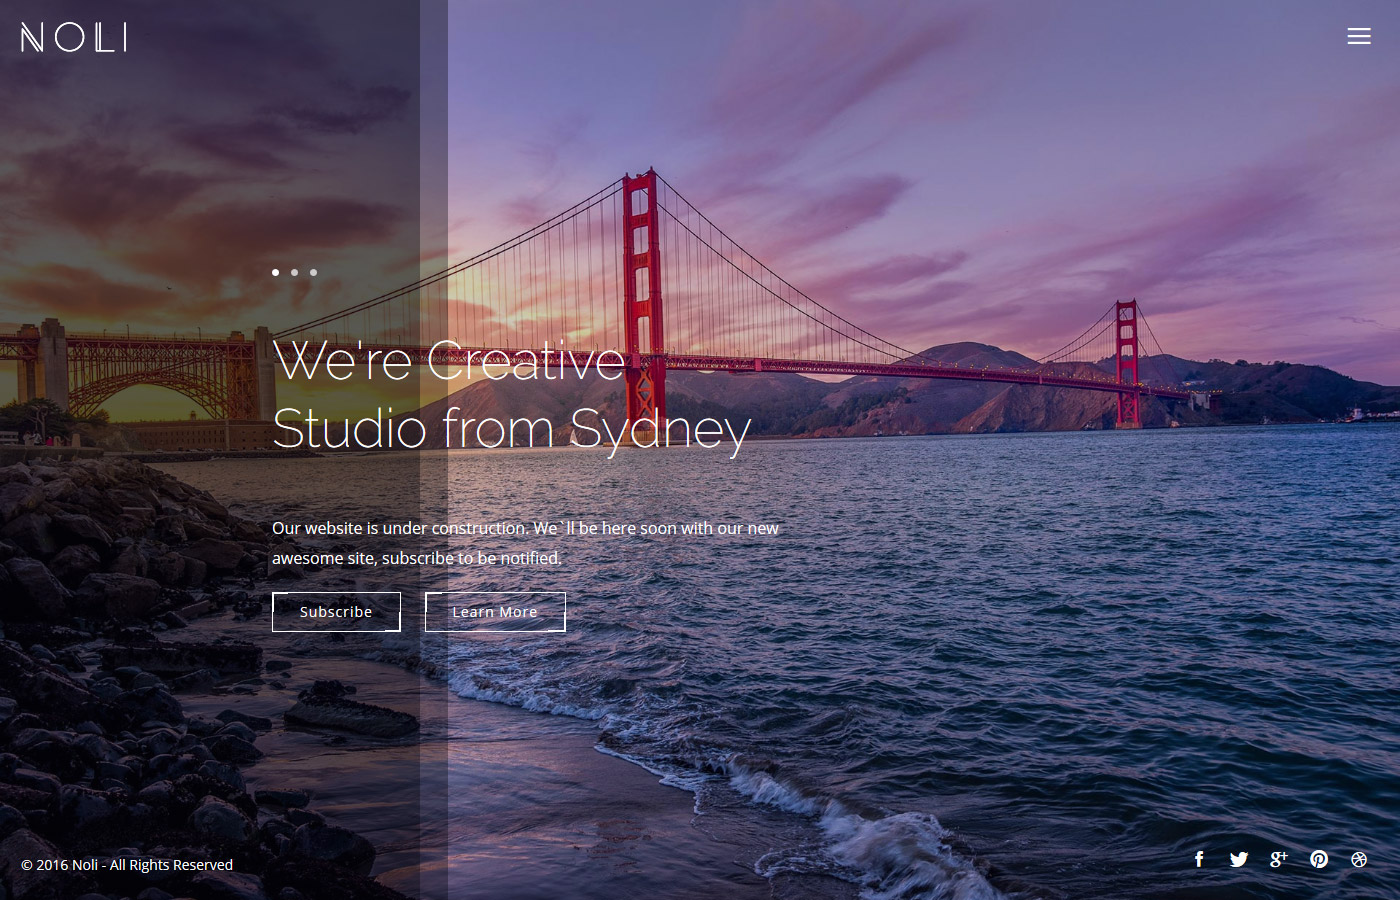 NOLI
We're Creative
Studio from Sydney
Our website is under construction. We`ll be here soon with our new
awesome site, subscribe to be notified.
Subscribe
Learn More
© 2016 Noli - All Rights Reserved